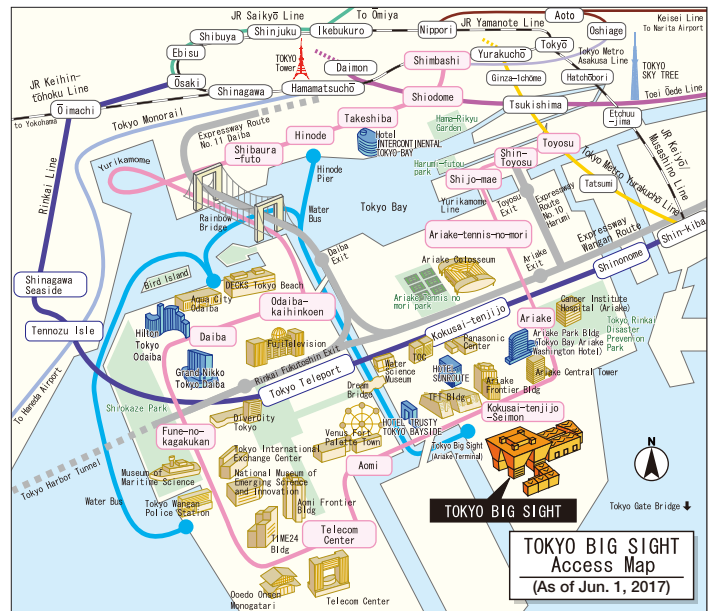 JR Saikyō Line
To Ōmiya
JR Yamanote Line
Aoto
Keisei Line
To Narita Airport
Shibuya
Shinjuku
Ikebukuro
Nippori
Oshiage
Ebisu
TOKYO
Tower
Daimon
Shimbashi
Yurakuchō
Tōkyō
Tokyo Metro
Asakusa Line
TOKYO
SKY TREE
Ginza-Itchōme
Hatchōbori
JR Keihin-
tōhoku Line
Ōsaki
Shinagawa
Hamamatsuchō
Shiodome
Tsukishima
Toei Ōedo Line
Ōimachi
to Yokohama
Tokyo Monorail
Expressway Route
No.11 Daiba
Takeshiba
Hinode
Hama-Rikyu
Garden
Etchuu
-jima
JR Keiyō/
Musashino Line
Shibaura
-futo
Hotel
INTERCONTINENTAL
TOKYO-BAY
Harumi-futou
park
Shin-
Toyosu
Toyosu
Yurikamome
Hinode
Pier
Shijo-mae
Tatsumi
Tokyo Metro Yurakuchō Line
Rinkai Line
Rainbow
Bridge
Water
Bus
Tokyo Bay
Yurikamome
Line
Toyosu
Exit
Expressway
Route
No.10
Harumi
Expressway
Wangan Route
Shin-kiba
Ariake-tennis-no-mori
Daiba
Exit
Ariake
Exit
Shinonome
Bird Island
DECKS Tokyo Beach
Aqua City
Odaiba
Ariake Colosseum
Ariake tennis no
mori park
Shinagawa
Seaside
Odaiba-
kaihinkoen
Cancer Institute
Hospital (Ariake)
Tennozu Isle
Hilton
Tokyo
Odaiba
Daiba
FujiTelevision
Kokusai-tenjijo
Panasonic
Center
Ariake
Ariake Park Bldg
(Tokyo Bay Ariake
Washington Hotel)
Tokyo Rinkai
Disaster
Prevention
Park
TOC
Rinkai Fukutoshin Exit
Tokyo Teleport
Water
Science
Museum
HOTEL
SUNROUTE
Ariake
Frontier Bldg
Ariake Central Tower
To Haneda Airport
Grand Nikko
Tokyo Daiba
Shiokaze Park
Dream
Bridge
TFT Bldg
Kokusai-tenjijo
-Seimon
DiverCity
Tokyo
HOTEL TRUSTY
TOKYO BAYSIDE
Fune-no-
kagakukan
Venus Fort
Palette Town
Tokyo Big Sight
(Ariake Terminal)
Tokyo International
Exchange Center
Aomi
N
Tokyo Harbor Tunnel
Museum of
Maritime Science
National Museum of
Emerging Science
and Innovation
Water Bus
Tokyo Wangan
Police Station
Aomi Frontier
Bldg
TOKYO BIG SIGHT
Tokyo Gate Bridge
TIME24
Bldg
Telecom
Center
TOKYO BIG SIGHT
Access Map
(As of Jun. 1, 2017)
Ooedo Onsen
Monogatari
Telecom Center